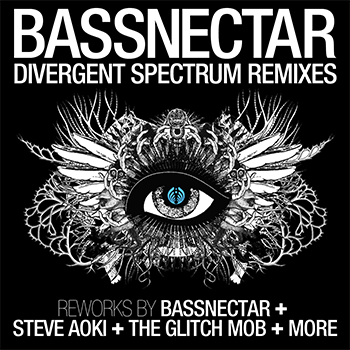 BASSNECTAR
DIVERGENT SPECTRUM REMIXES
REWORKS BY BASSNECTAR +
STEVE AOKI + THE GLITCH MOB + MORE